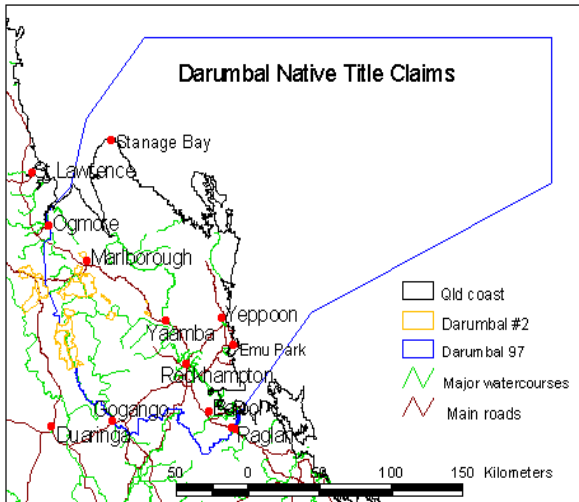 Darumbal Native Title Claims
Stanage Bay
St Lawrence
Ogmore
Marlborough
Yeppoon
Yaamba
Emu Park
Rockhampton
Gogango
Duaringa
Raglan
Qld coast
Darumbal #2
Darumbal 97
Major watercourses
Main roads
50 0 50 100 150 Kilometers